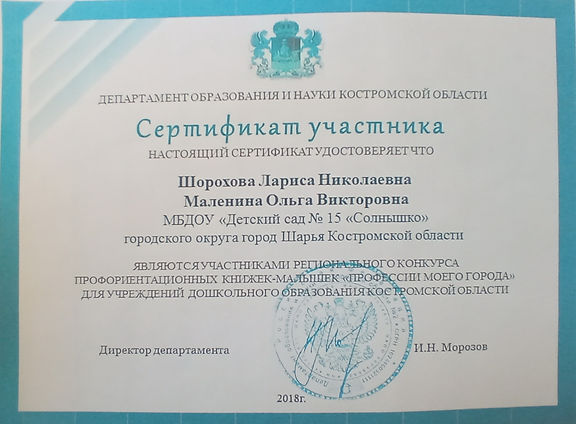 ДЕПАРТАМЕНТ ОБРАЗОВАНИЯ И НАУКИ КОСТРОМСКОЙ ОБЛАСТИ
Сертификат участника
НАСТОЯЩИЙ СЕРТИФИКАТ УДОСТОВЕРЯЕТ ЧТО
Шорохова Лариса Николаевна
Маленина Ольга Викторовна
МБДОУ «Детский сад № 15 «Солнышко»
городского округа город Шарья Костромской области
ЯВЛЯЮТСЯ УЧАСТНИКАМИ РЕГИОНАЛЬНОГО КОНКУРСА
ПРОФОРИЕНТАЦИОННЫХ КНИЖЕК-МАЛЫШЕК «ПРОФЕССИИ МОЕГО ГОРОДА»
ДЛЯ УЧРЕЖДЕНИЙ ДОШКОЛЬНОГО ОБРАЗОВАНИЯ КОСТРОМСКОЙ ОБЛАСТИ
Директор департамента
И.Н. Морозов
2018г.